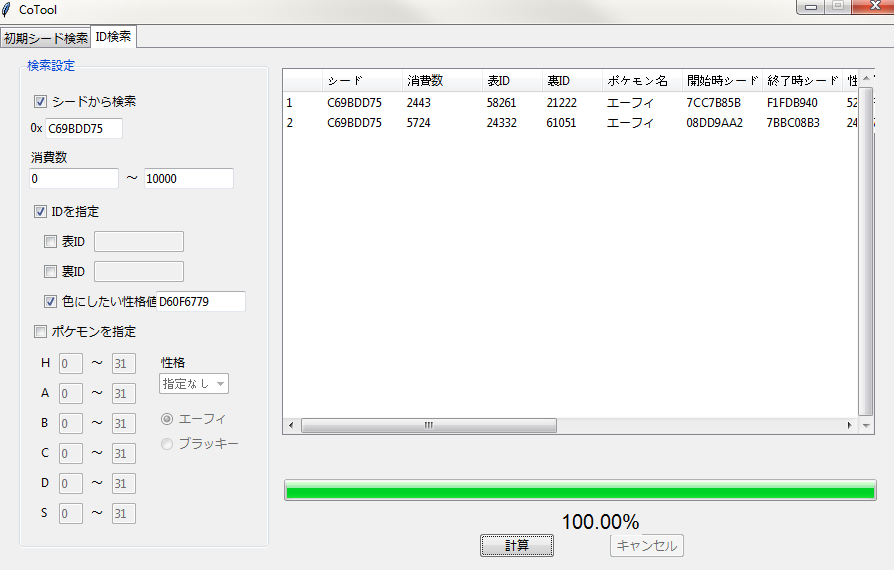 CoTool
初期シード検索 ID検索
検索設定
シードから検索
0x C69BDD75
消費数
0 ～ 10000
IDを指定
表ID
裏ID
色にしたい性格値 D60F6779
ポケモンを指定
H 0 ～ 31
A 0 ～ 31
B 0 ～ 31
C 0 ～ 31
D 0 ～ 31
S 0 ～ 31
性格
指定なし
エーフィ
ブラッキー
シード 消費数 表ID 裏ID ポケモン名 開始時シード 終了時シード
1 C69BDD75 2443 58261 21222 エーフィ 7CC7B85B F1FDB940
2 C69BDD75 5724 24332 61051 エーフィ 08DD9AA2 7BBC08B3
100.00%
計算 キャンセル